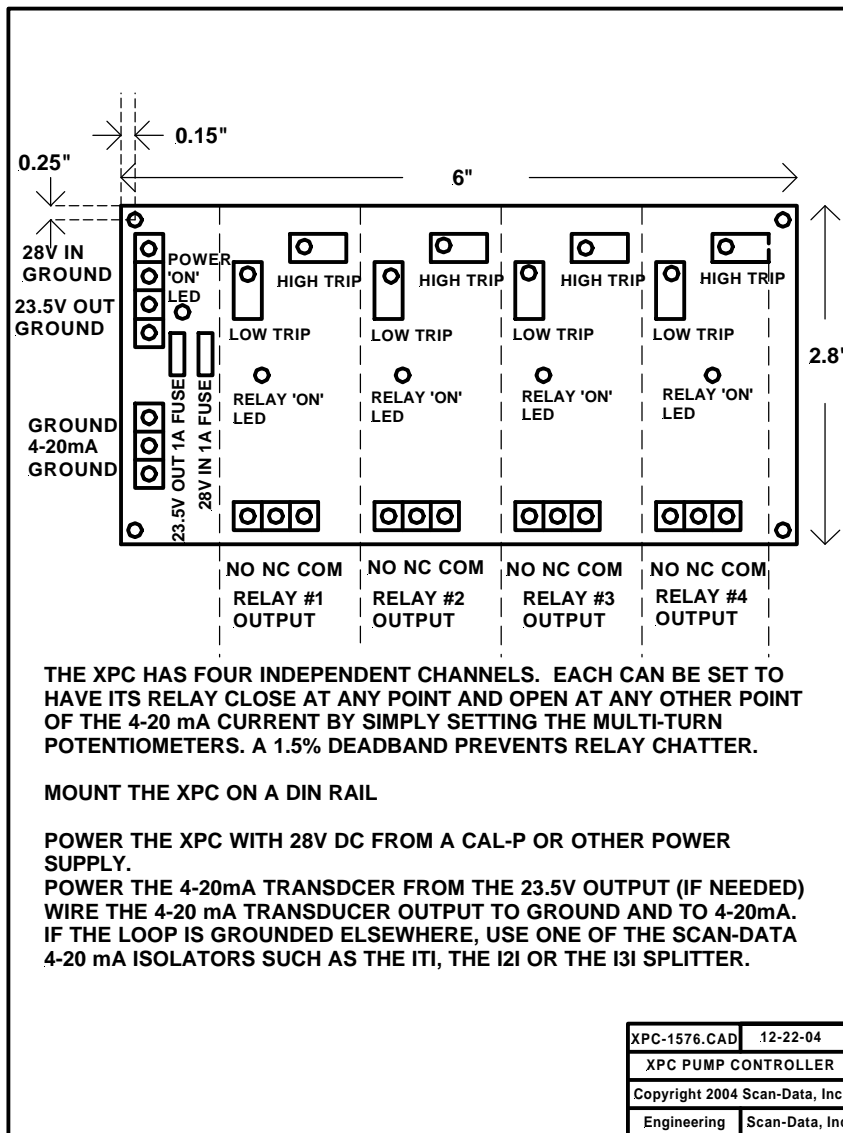 0.15"
0.25"
6"
28V IN
GROUND
23.5V OUT
GROUND
POWER
'ON'
LED
HIGH TRIP
HIGH TRIP
HIGH TRIP
HIGH TRIP
LOW TRIP
LOW TRIP
LOW TRIP
LOW TRIP
2.8"
23.5V OUT 1A FUSE
28V IN 1A FUSE
RELAY 'ON'
LED
RELAY 'ON'
LED
RELAY 'ON'
LED
RELAY 'ON'
LED
GROUND
4-20mA
GROUND
NO NC COM
RELAY #1
OUTPUT
NO NC COM
RELAY #2
OUTPUT
NO NC COM
RELAY #3
OUTPUT
NO NC COM
RELAY #4
OUTPUT
THE XPC HAS FOUR INDEPENDENT CHANNELS. EACH CAN BE SET TO
HAVE ITS RELAY CLOSE AT ANY POINT AND OPEN AT ANY OTHER POINT
OF THE 4-20 mA CURRENT BY SIMPLY SETTING THE MULTI-TURN
POTENTIOMETERS. A 1.5% DEADBAND PREVENTS RELAY CHATTER.
MOUNT THE XPC ON A DIN RAIL
POWER THE XPC WITH 28V DC FROM A CAL-P OR OTHER POWER
SUPPLY.
POWER THE 4-20mA TRANSDCER FROM THE 23.5V OUTPUT (IF NEEDED)
WIRE THE 4-20 mA TRANSDUCER OUTPUT TO GROUND AND TO 4-20mA.
IF THE LOOP IS GROUNDED ELSEWHERE, USE ONE OF THE SCAN-DATA
4-20 mA ISOLATORS SUCH AS THE ITI, THE I2I OR THE I3I SPLITTER.
XPC-1576.CAD 12-22-04
XPC PUMP CONTROLLER
Copyright 2004 Scan-Data, Inc
Engineering Scan-Data, Inc